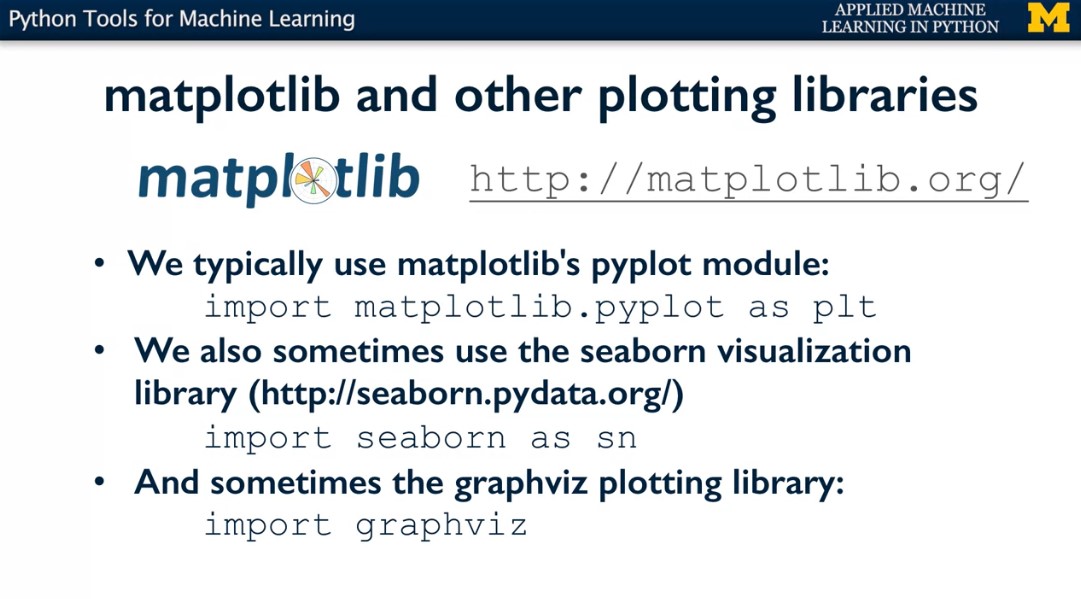 Python Tools for Machine Learning
APPLIED MACHINE
LEARNING IN PYTHON
M
matplotlib and other plotting libraries
matplotlib http://matplotlib.org/
• We typically use matplotlib's pyplot module:
import matplotlib.pyplot as plt
• We also sometimes use the seaborn visualization
library (http://seaborn.pydata.org/)
import seaborn as sn
• And sometimes the graphviz plotting library:
import graphviz